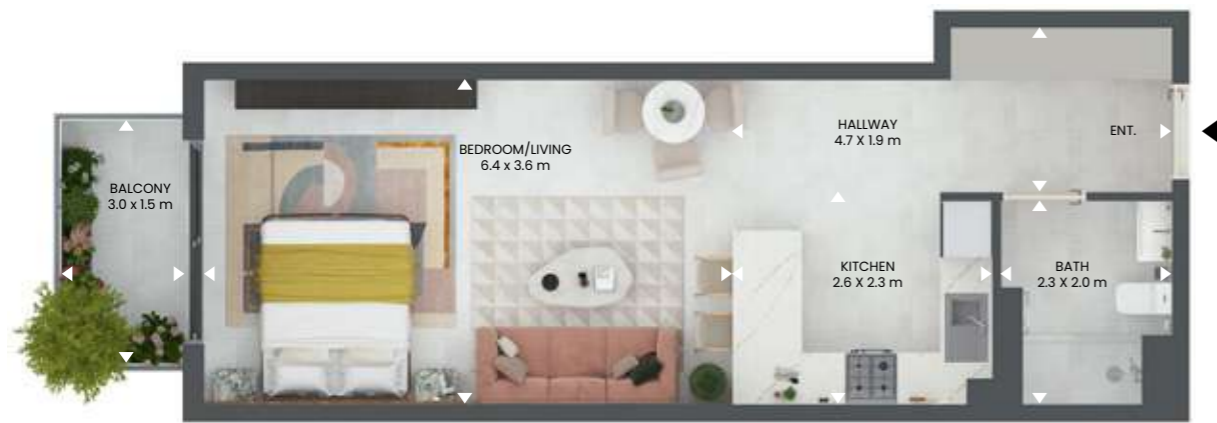 HALLWAY
4.7 X 1.9 m
ENT.
BEDROOM/LIVING
6.4 x 3.6 m
BALCONY
3.0 x 1.5 m
KITCHEN
2.6 X 2.3 m
BATH
2.3 X 2.0 m